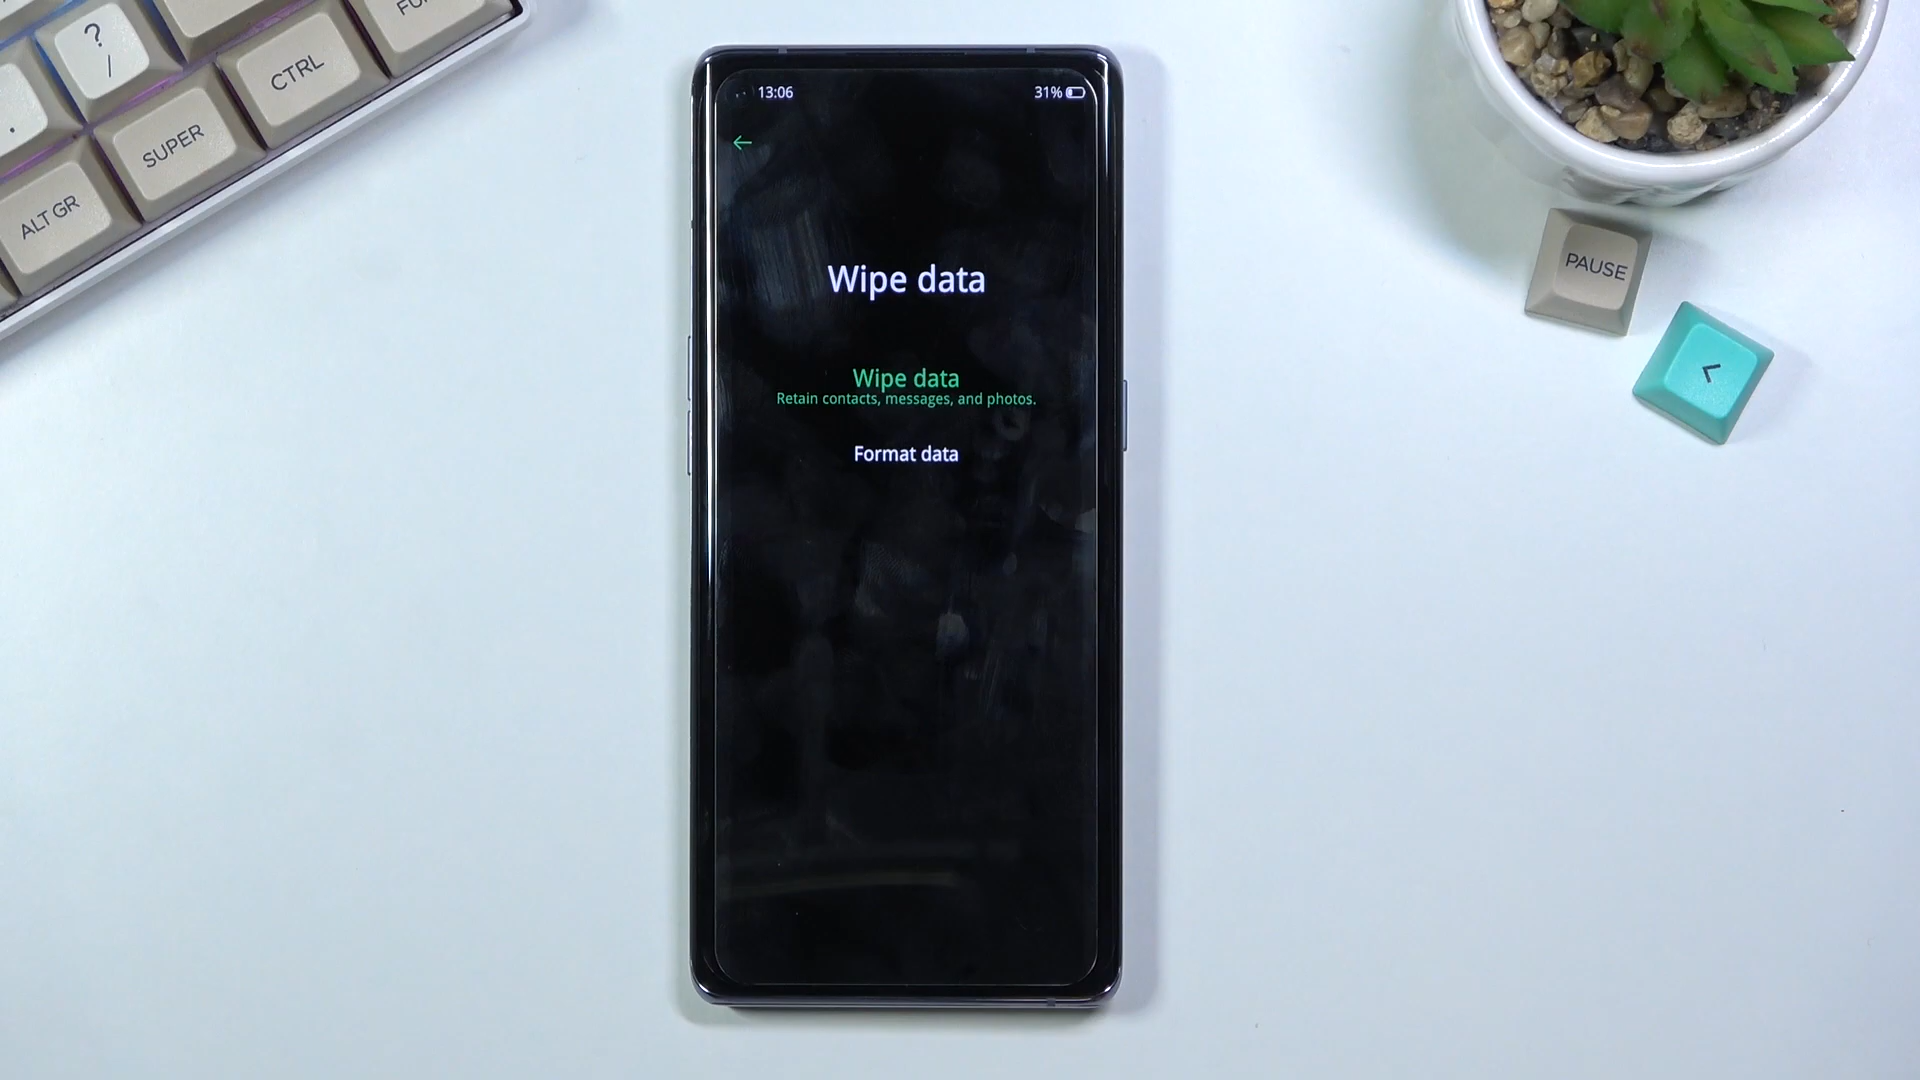 ?
/
.
CTRL
FU
SUPER
ALT GR
13:06
31%
Wipe data
Wipe data
Retain contacts, messages, and photos.
Format data
PAUSE
<